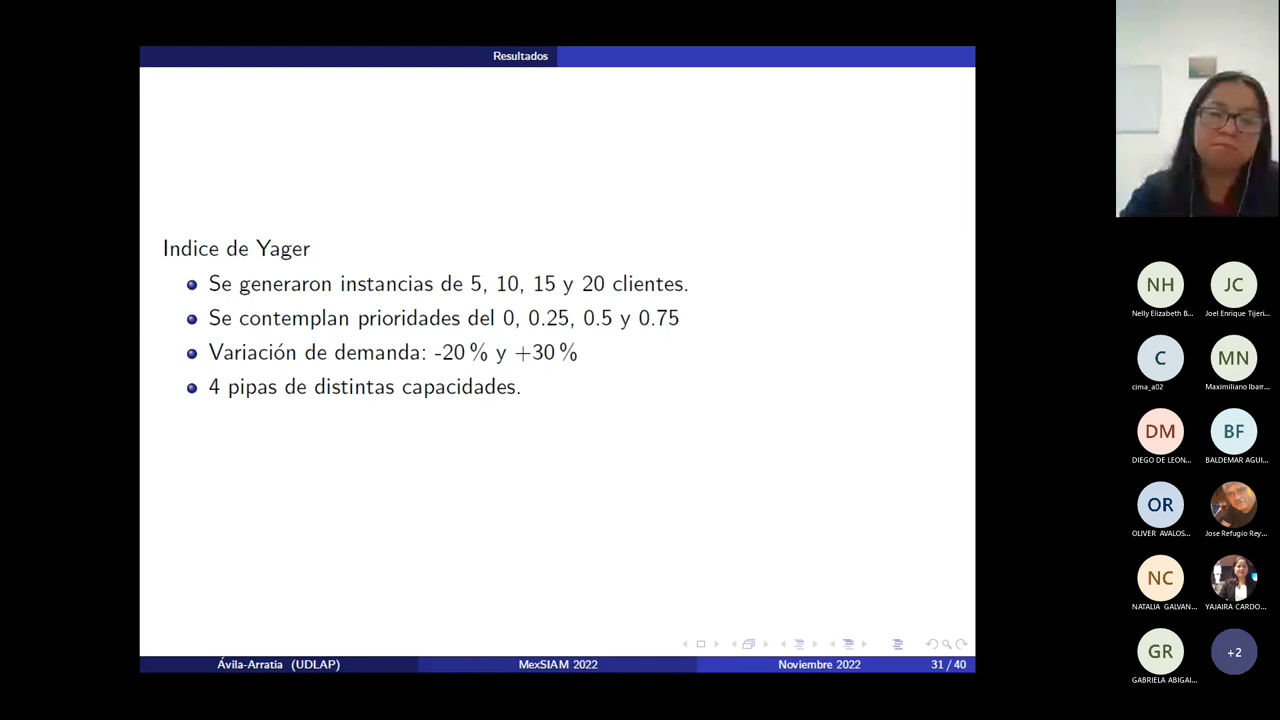 Resultados
Indice de Yager
Se generaron instancias de 5, 10, 15 y 20 clientes.
Se contemplan prioridades del 0, 0.25, 0.5 y 0.75
Variación de demanda: -20 % y +30 %
4 pipas de distintas capacidades.
Ávila-Arratia (UDLAP)
MexSIAM 2022
Noviembre 2022
31 / 40
NH
JC
Nelly Elizabeth B...
Joel Enrique Tijeri...
C
MN
cima_a02
Maximiliano Ibarr...
DM
BF
DIEGO DE LEON...
BALDEMAR AGUI...
OR
OLIVER AVALOS...
Jose Refugio Rey...
NC
NATALIA GALVAN...
YAJAIRA CARDO...
GR
+2
GABRIELA ABIGAI...